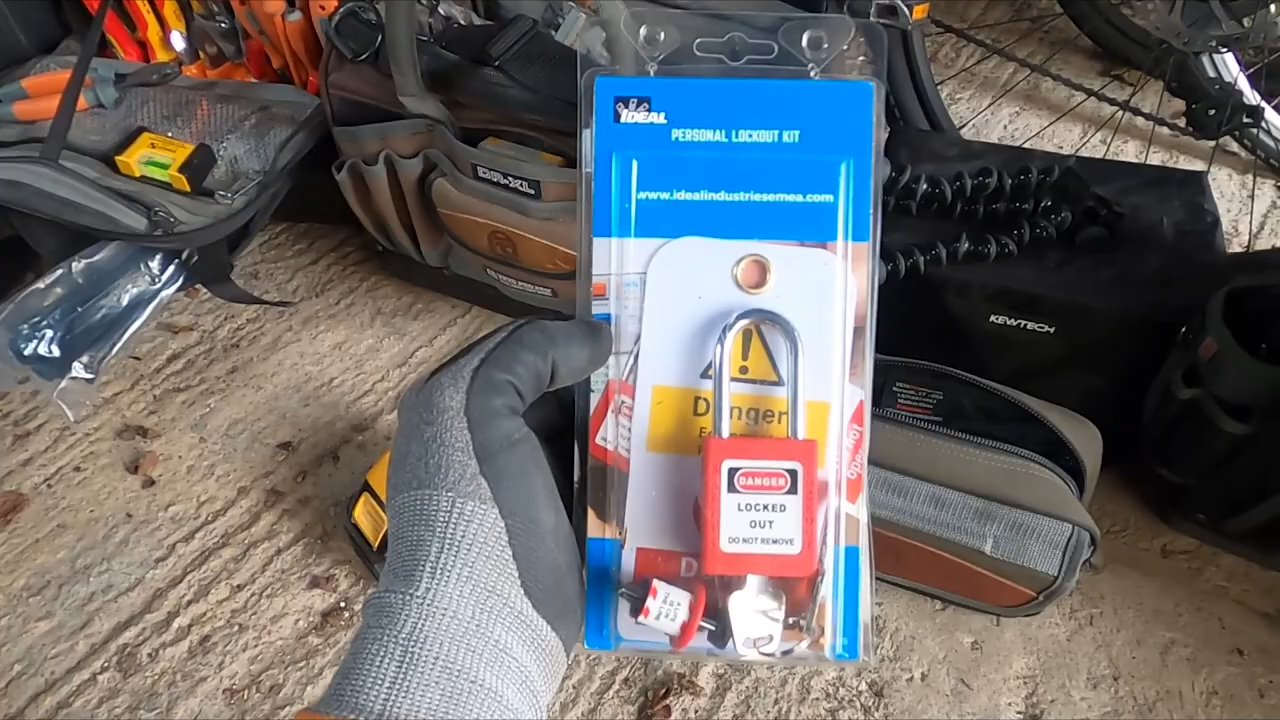 IDEAL
PERSONAL LOCKOUT KIT
www.idealindustriesemea.com
DR-XL
KEWTECH
Danger
DANGER
LOCKED
OUT
DO NOT REMOVE